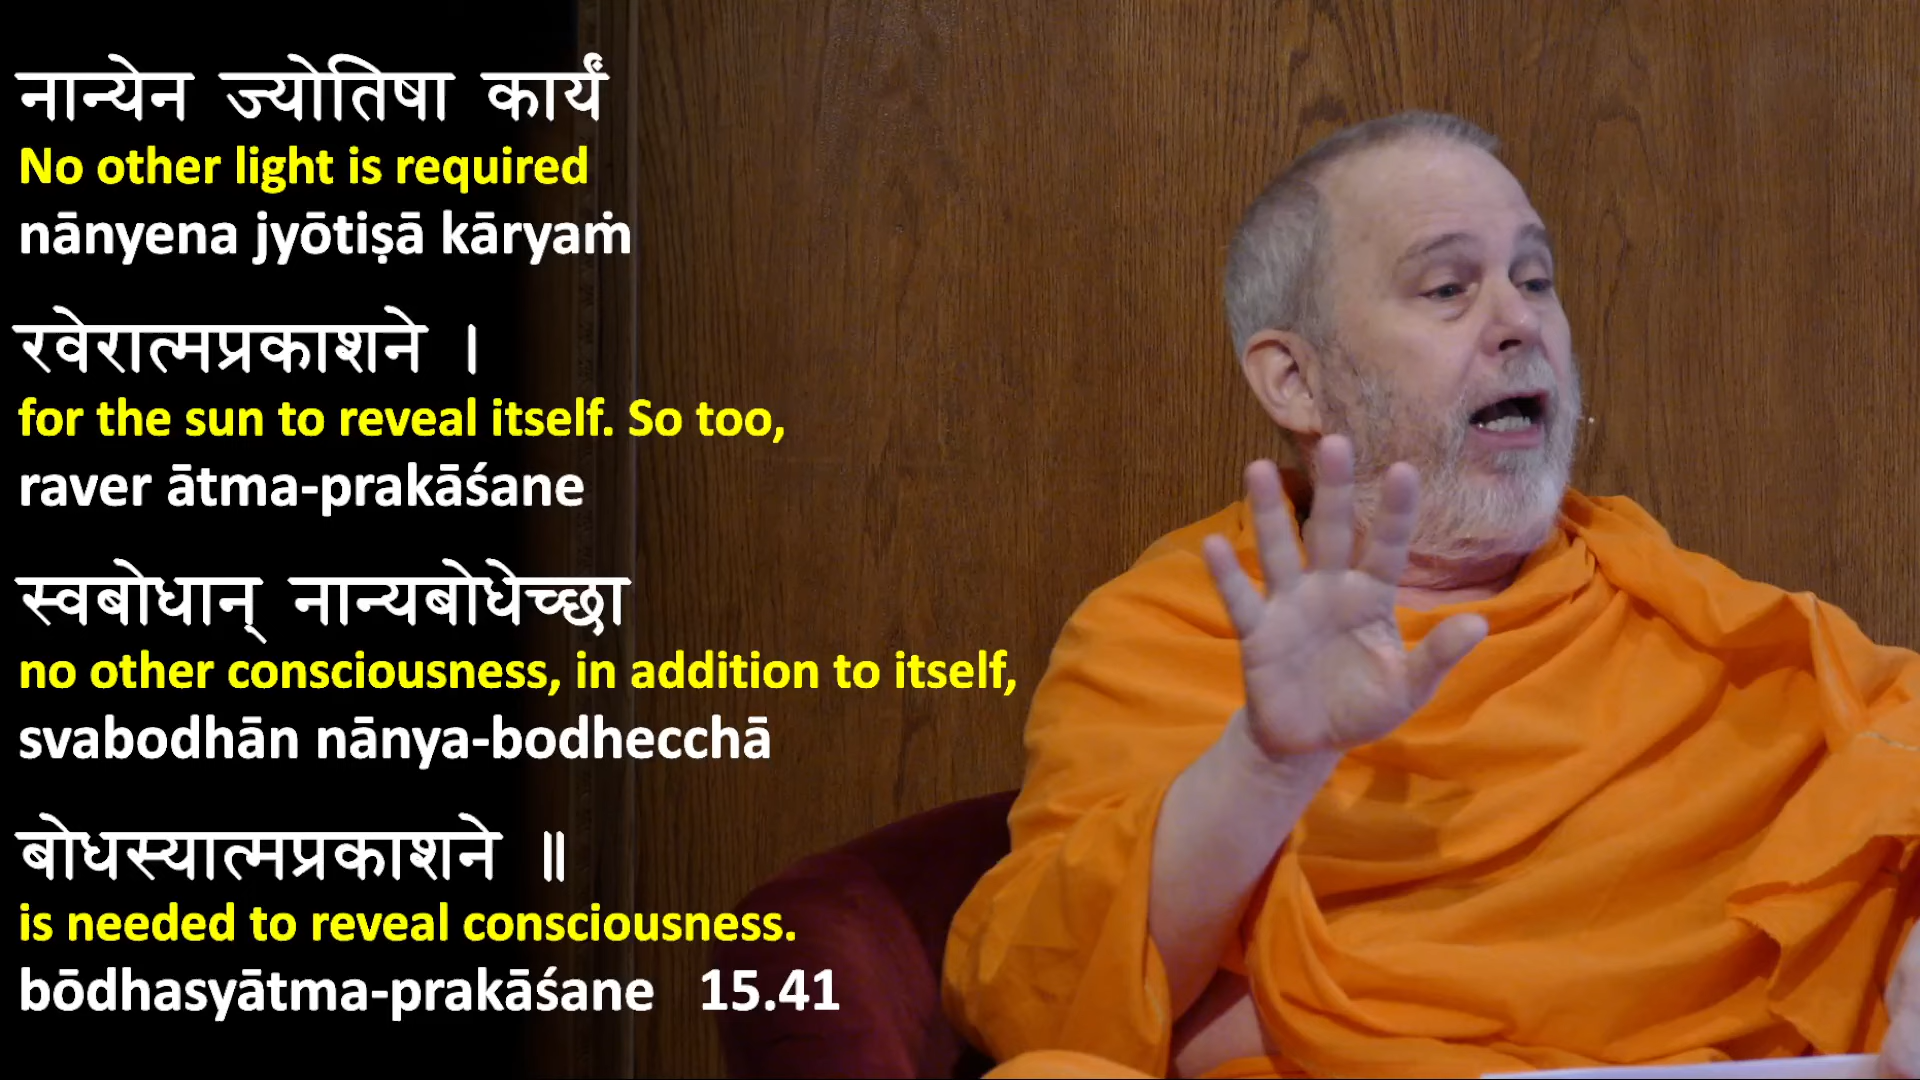 नान्येन ज्योतिषा कार्यं
No other light is required
nānyena jyōtiṣā kāryaṁ
रवेरात्मप्रकाशने ।
for the sun to reveal itself. So too,
raver ātma-prakāśane
स्वबोधान् नान्यबोधेच्छा
no other consciousness, in addition to itself,
svabodhān nānya-bodhecchā
बोधस्यात्मप्रकाशने ॥
is needed to reveal consciousness.
bōdhasyātma-prakāśane 15.41